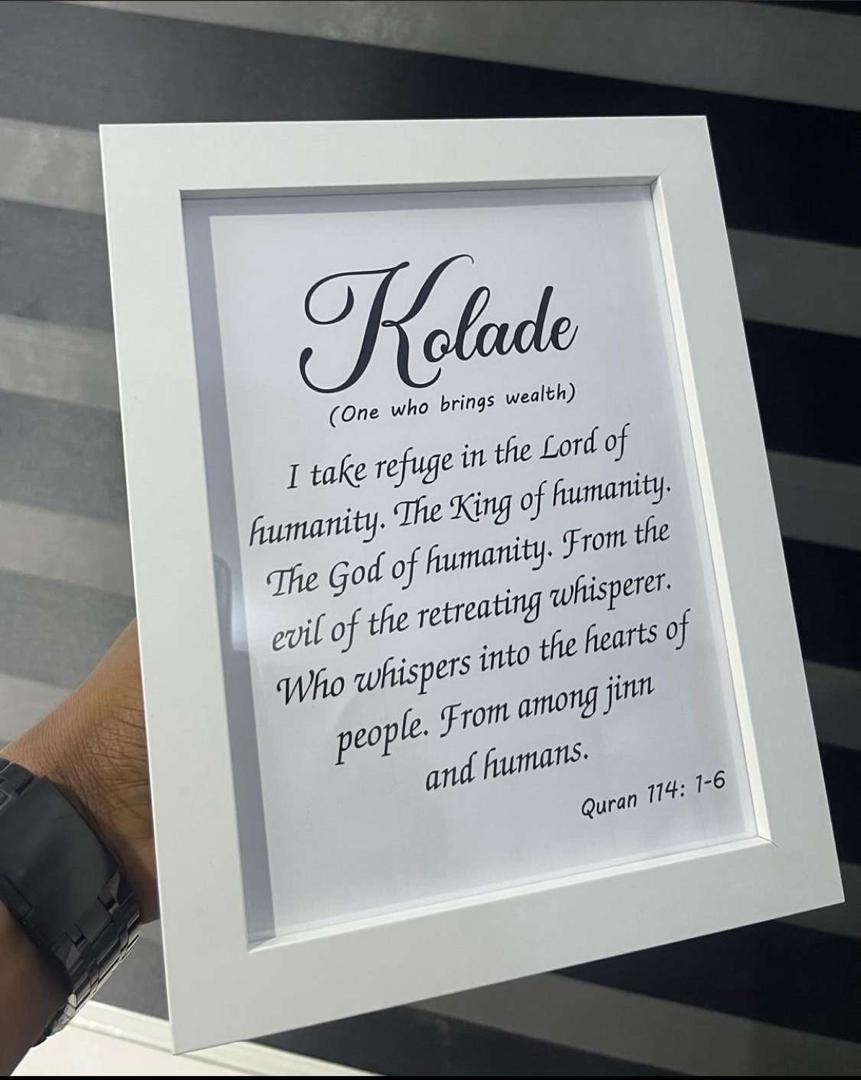 Kolade
(One who brings wealth)
I take refuge in the Lord of
humanity. The King of humanity.
The God of humanity. From the
evil of the retreating whisperer.
Who whispers into the hearts of
people. From among jinn
and humans.
Quran 114: 1-6